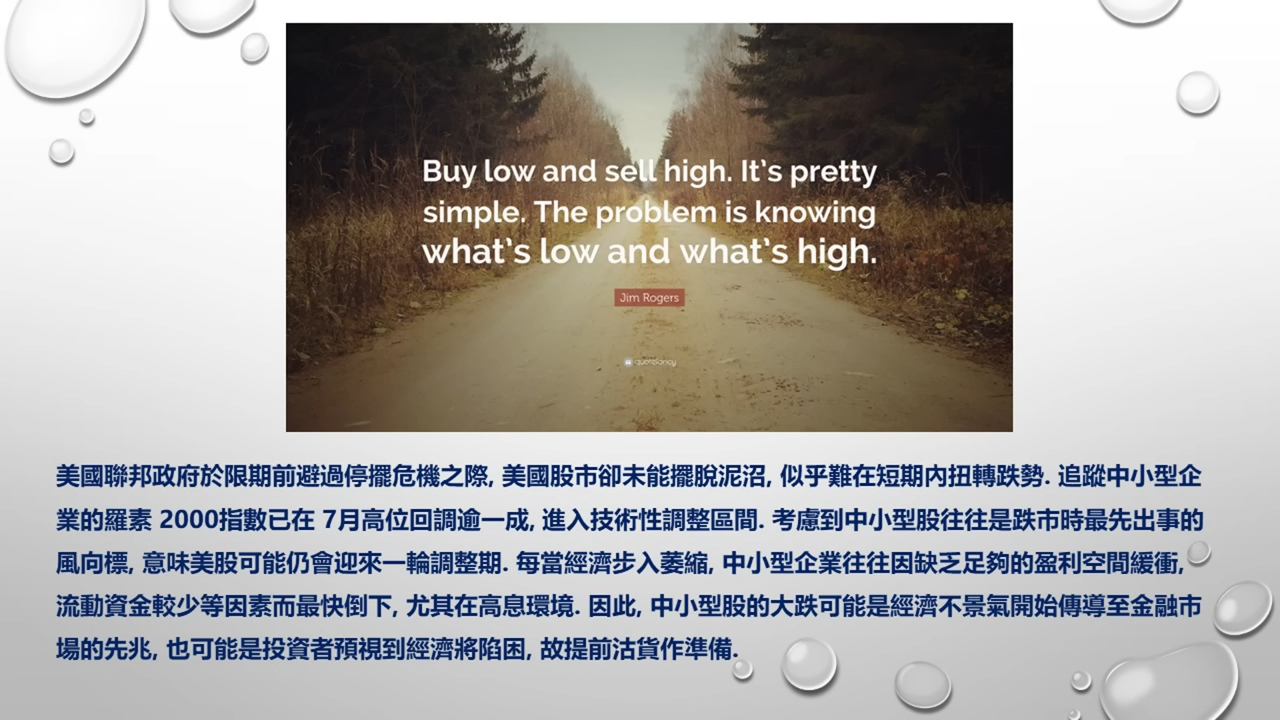 Buy low and sell high. It’s pretty
simple. The problem is knowing
what’s low and what’s high.
Jim Rogers
quotefancy
美國聯邦政府於限期前避過停擺危機之際, 美國股市卻未能擺脫泥沼, 似乎難在短期內扭轉跌勢. 追蹤中小型企
業的羅素 2000指數已在 7月高位回調逾一成, 進入技術性調整區間. 考慮到中小型股往往是跌市時最先出事的
風向標, 意味美股可能仍會迎來一輪調整期. 每當經濟步入萎縮, 中小型企業往往因缺乏足夠的盈利空間緩衝,
流動資金較少等因素而最快倒下, 尤其在高息環境. 因此, 中小型股的大跌可能是經濟不景氣開始傳導至金融市
場的先兆, 也可能是投資者預視到經濟將陷困, 故提前沽貨作準備.